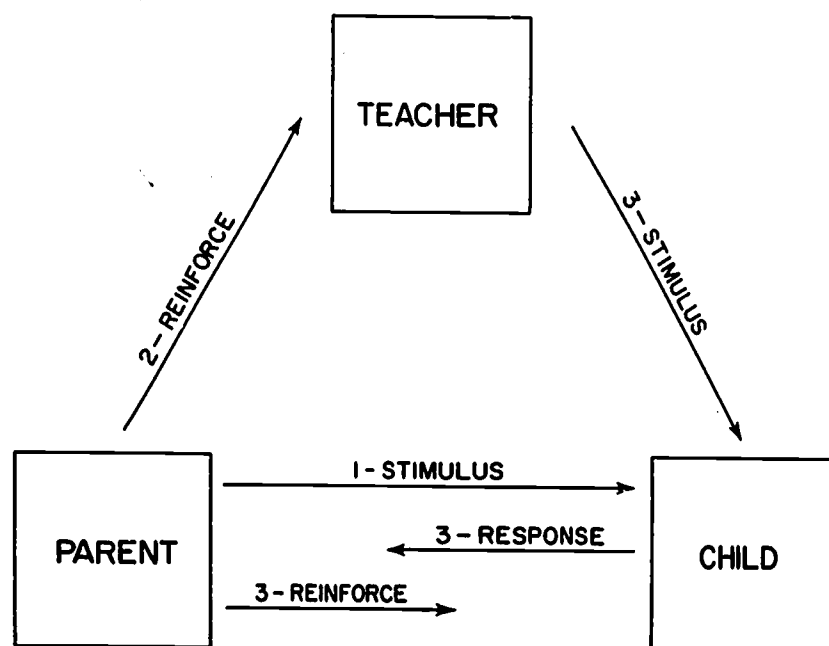 TEACHER
2-REINFORCE
3-STIMULUS
1-STIMULUS
PARENT
3-RESPONSE
CHILD
3-REINFORCE